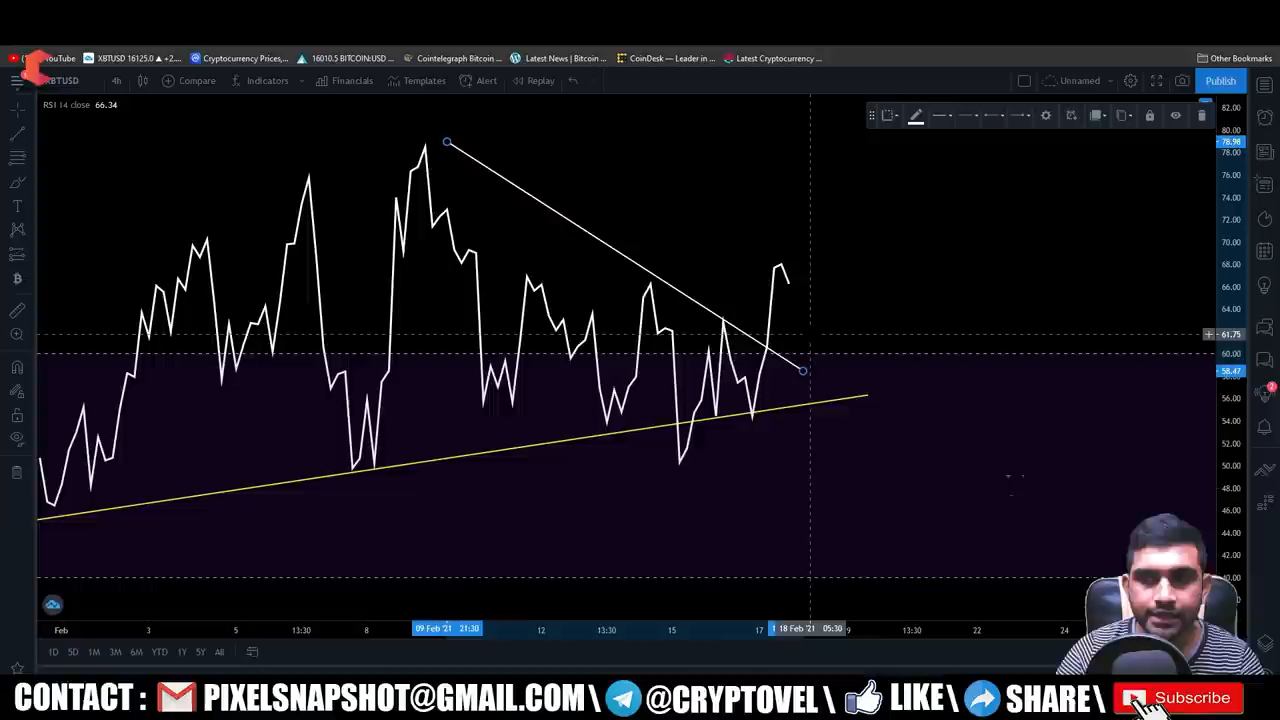 YouTube
XBTUSD 16125.0 ▲ +2....
Cryptocurrency Prices,...
16010.5 BITCOIN:USD ...
Cointelegraph Bitcoin ...
Latest News | Bitcoin ...
CoinDesk — Leader in ...
Latest Cryptocurrency ...
Other Bookmarks
XBTUSD
4h
Compare
Indicators
Financials
Templates
Alert
Replay
Unnamed
Publish
RSI 14 close 66.34
82.00
80.00
78.98
78.00
76.00
74.00
72.00
70.00
68.00
66.00
64.00
61.75
60.00
58.47
56.00
54.00
52.00
50.00
48.00
46.00
44.00
42.00
40.00
2
Feb 3 5 13:30 8 09 Feb '21 21:30 12 13:30 15 17 18 Feb '21 05:30 9 13:30 22 24
1D 5D 1M 3M 6M YTD 1Y 5Y All
CONTACT : PIXELSNAPSHOT@GMAIL.COM \ @CRYPTOVEL \ LIKE\ SHARE\ Subscribe